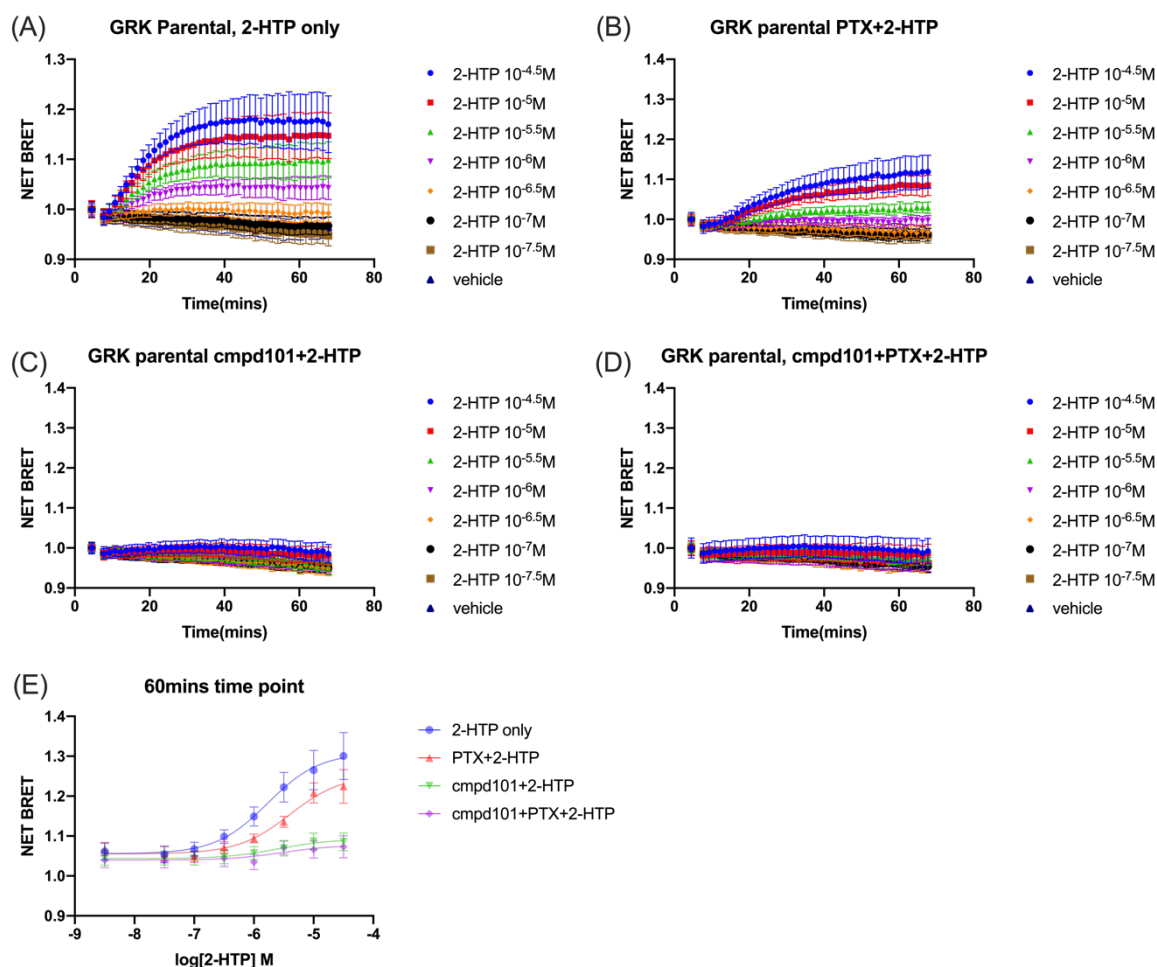 (A)
GRK Parental, 2-HTP only
1.3
1.2
1.1
1.0
0.9
NET BRET
0 20 40 60 80
Time(mins)
2-HTP 10-4.5M
2-HTP 10-5M
2-HTP 10-5.5M
2-HTP 10-6M
2-HTP 10-6.5M
2-HTP 10-7M
2-HTP 10-7.5M
vehicle
(B)
GRK parental PTX+2-HTP
1.4
1.3
1.2
1.1
1.0
0.9
NET BRET
0 20 40 60 80
Time(mins)
2-HTP 10-4.5M
2-HTP 10-5M
2-HTP 10-5.5M
2-HTP 10-6M
2-HTP 10-6.5M
2-HTP 10-7M
2-HTP 10-7.5M
vehicle
(C)
GRK parental cmpd101+2-HTP
1.4
1.3
1.2
1.1
1.0
0.9
NET BRET
0 20 40 60 80
Time(mins)
2-HTP 10-4.5M
2-HTP 10-5M
2-HTP 10-5.5M
2-HTP 10-6M
2-HTP 10-6.5M
2-HTP 10-7M
2-HTP 10-7.5M
vehicle
(D)
GRK parental, cmpd101+PTX+2-HTP
1.4
1.3
1.2
1.1
1.0
0.9
NET BRET
0 20 40 60 80
Time(mins)
2-HTP 10-4.5M
2-HTP 10-5M
2-HTP 10-5.5M
2-HTP 10-6M
2-HTP 10-6.5M
2-HTP 10-7M
2-HTP 10-7.5M
vehicle
(E)
60mins time point
1.4
1.3
1.2
1.1
1.0
0.9
NET BRET
-9 -8 -7 -6 -5 -4
log[2-HTP] M
2-HTP only
PTX+2-HTP
cmpd101+2-HTP
cmpd101+PTX+2-HTP